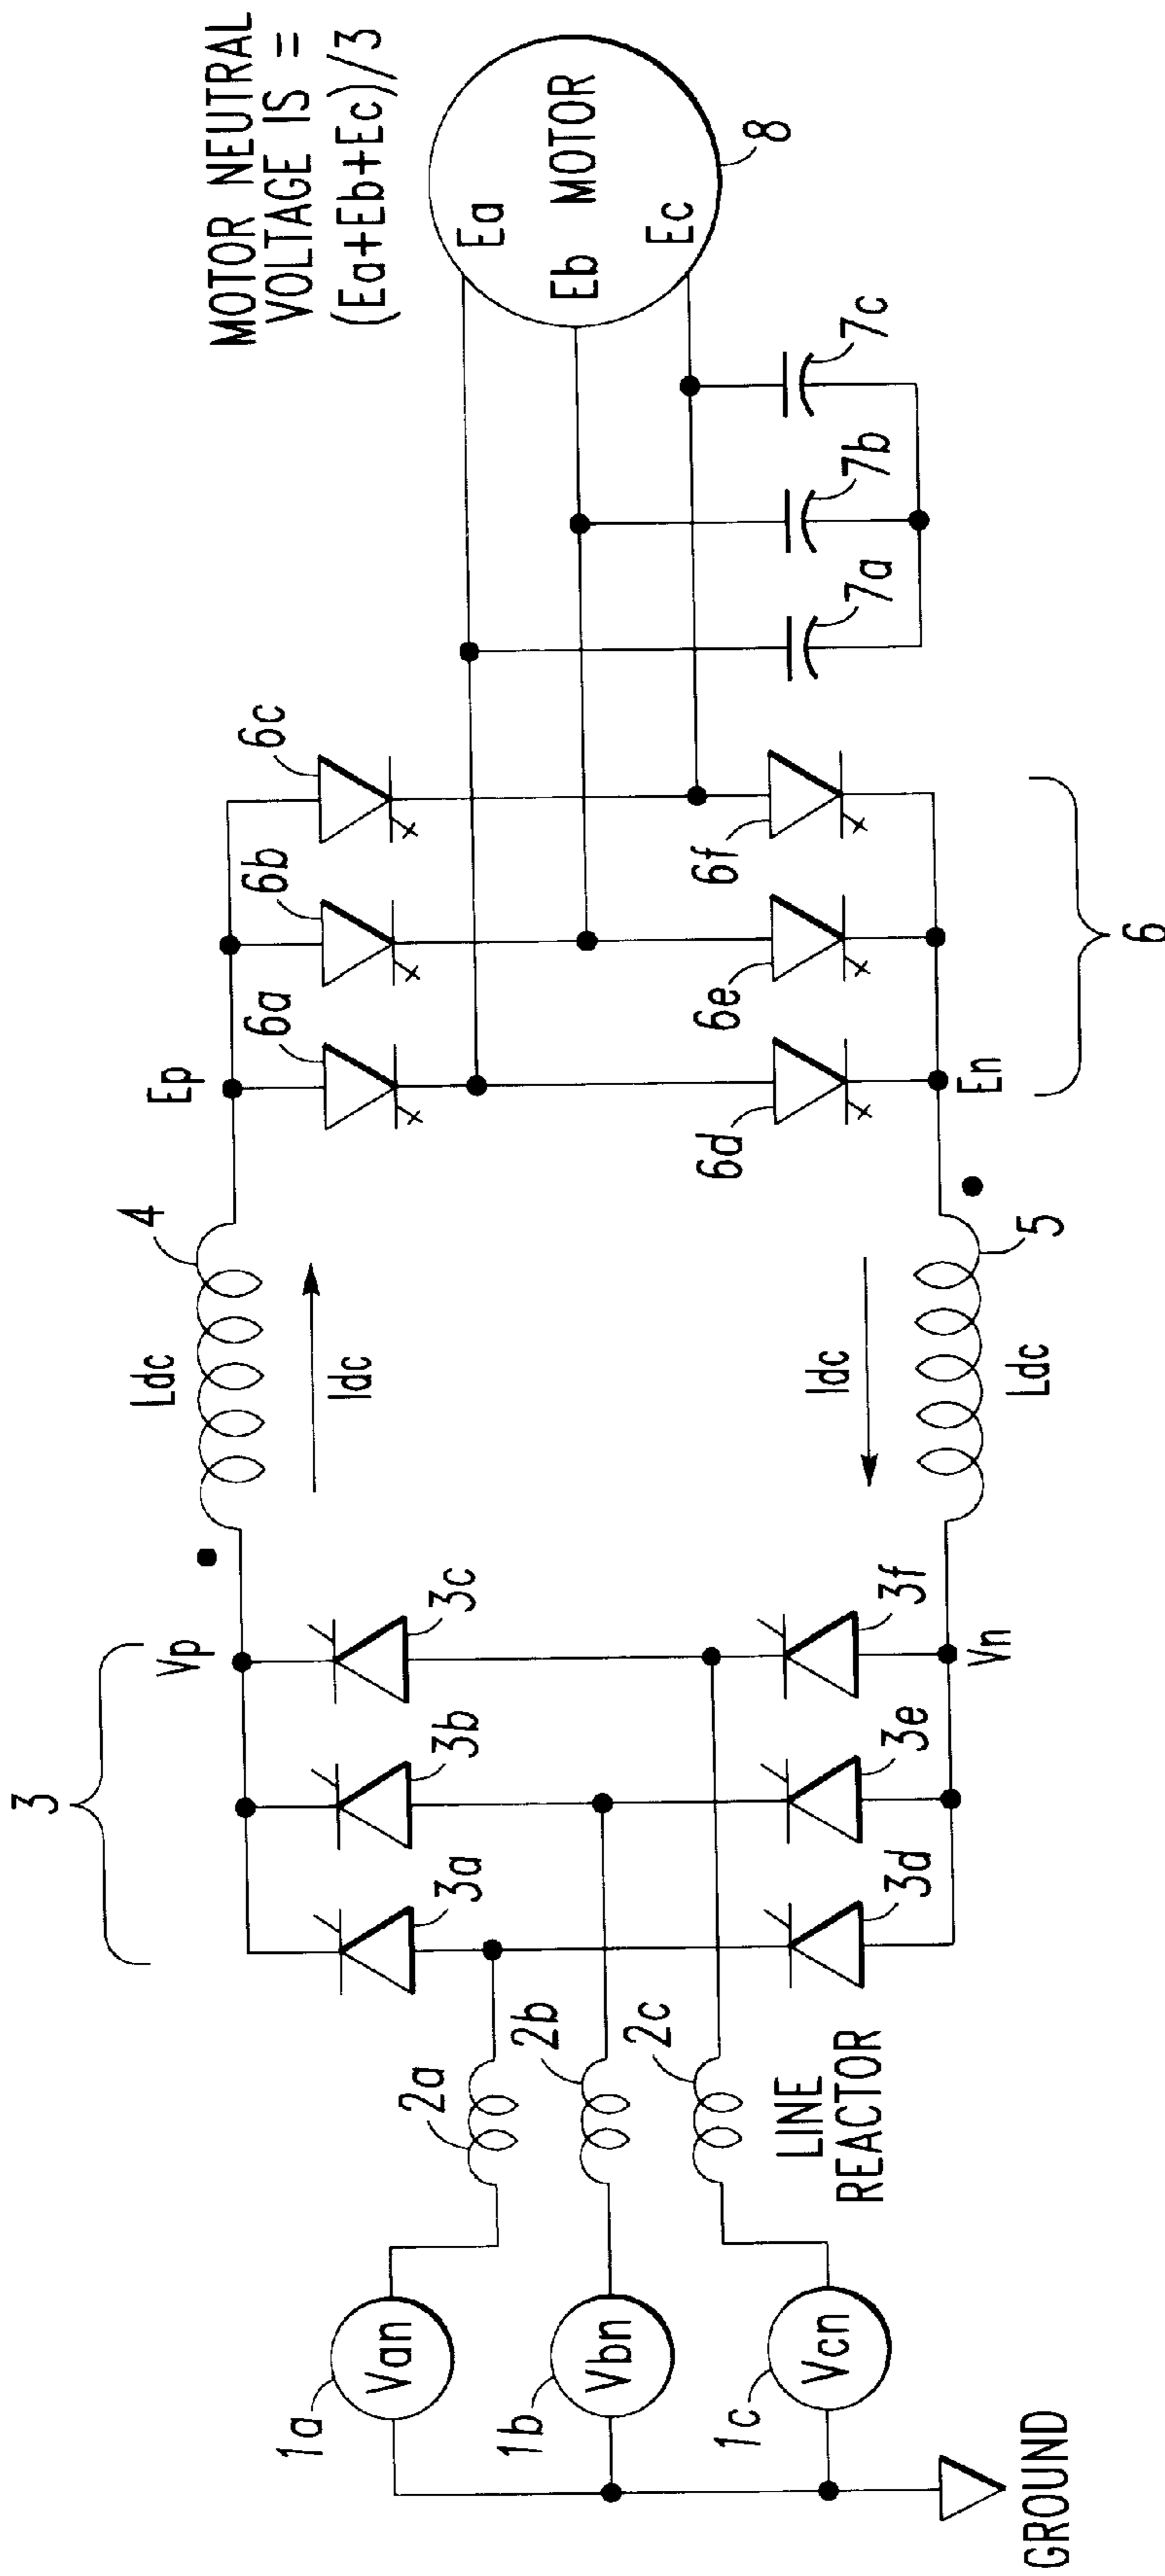 MOTOR NEUTRAL
VOLTAGE IS =
(Ea+Eb+Ec)/3
3
Vp
Ldc
4
Ep
6a
6b
6c
Idc
3a
3b
3c
Ea
Eb
Ec
MOTOR
8
1a
Van
2a
1b
Vbn
2b
1c
Vcn
2c
LINE
REACTOR
3d
3e
3f
Vn
Idc
Ldc
5
6d
6e
6f
En
6
7a
7b
7c
GROUND